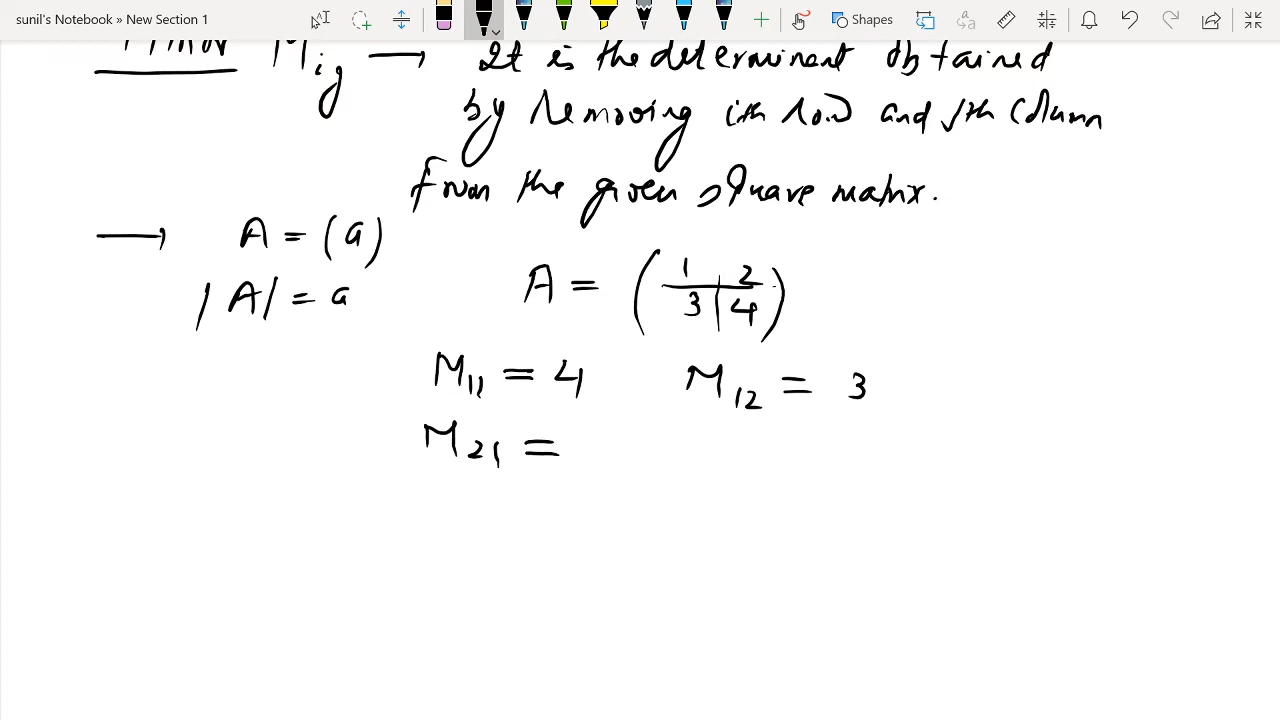 sunil's Notebook » New Section 1
Shapes
Minor Mij → It is the determinant obtained
by removing ith row and jth column
from the given square matrix.
→ A = (a)
|A| = a
A = (1 2
3 4)
M11 = 4 M12 = 3
M21 =